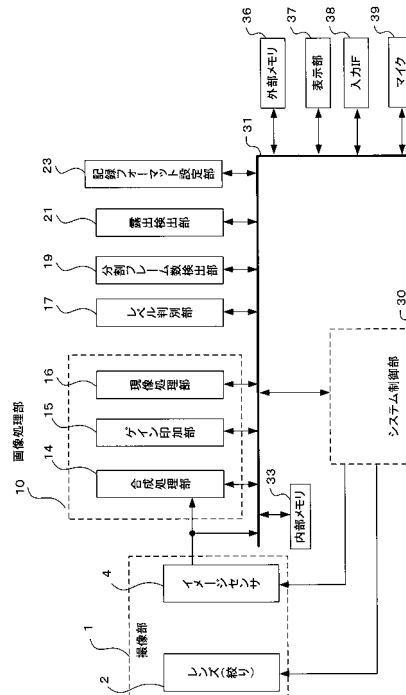 10
画像処理部
14
合成処理部
15
ゲイン印加部
16
現像処理部
17
レベル判別部
19
分割フレーム数検出部
21
露出検出部
23
記録フォーマット設定部
1
撮像部
2
レンズ(絞り)
4
イメージセンサ
33
内部メモリ
31
36
外部メモリ
37
表示部
38
入力IF
39
マイク
30
システム制御部